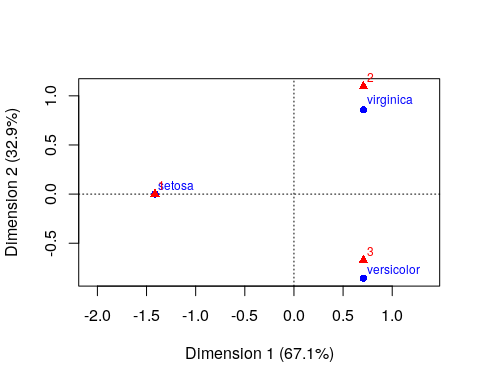 2
virginica
1.0
0.5
setosa
0.0
3
versicolor
-0.5
-2.0 -1.5 -1.0 -0.5 0.0 0.5 1.0
Dimension 1 (67.1%)
Dimension 2 (32.9%)